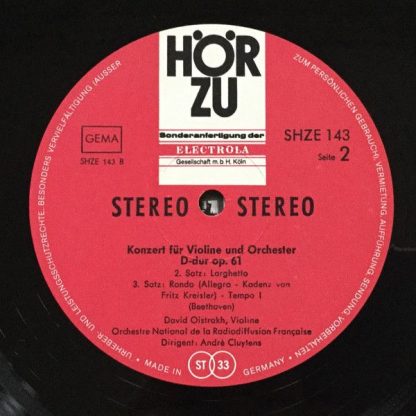 HÖR
ZU
Sonderanfertigung der
ELECTROLA
Gesellschaft m b H. Köln
GEMA
SHZE 143 B
SHZE 143
Seite 2
STEREO STEREO
Konzert für Violine und Orchester
D-dur op. 61
2. Satz: Larghetto
3. Satz: Rondo (Allegro - Kadenz von
Fritz Kreisler) - Tempo I
(Beethoven)
David Oistrakh, Violine
Orchestre National de la Radiodiffusion Française
Dirigent: André Cluytens
ST 33
• MADE IN GERMANY •
URHEBER- UND LEISTUNGSSCHUTZRECHTE, BESONDERS VERVIELFÄLTIGUNG (AUSSER
ZUM PERSÖNLICHEN GEBRAUCH), VERMIETUNG, AUFFÜHRUNG, SENDUNG, VORBEHALTEN